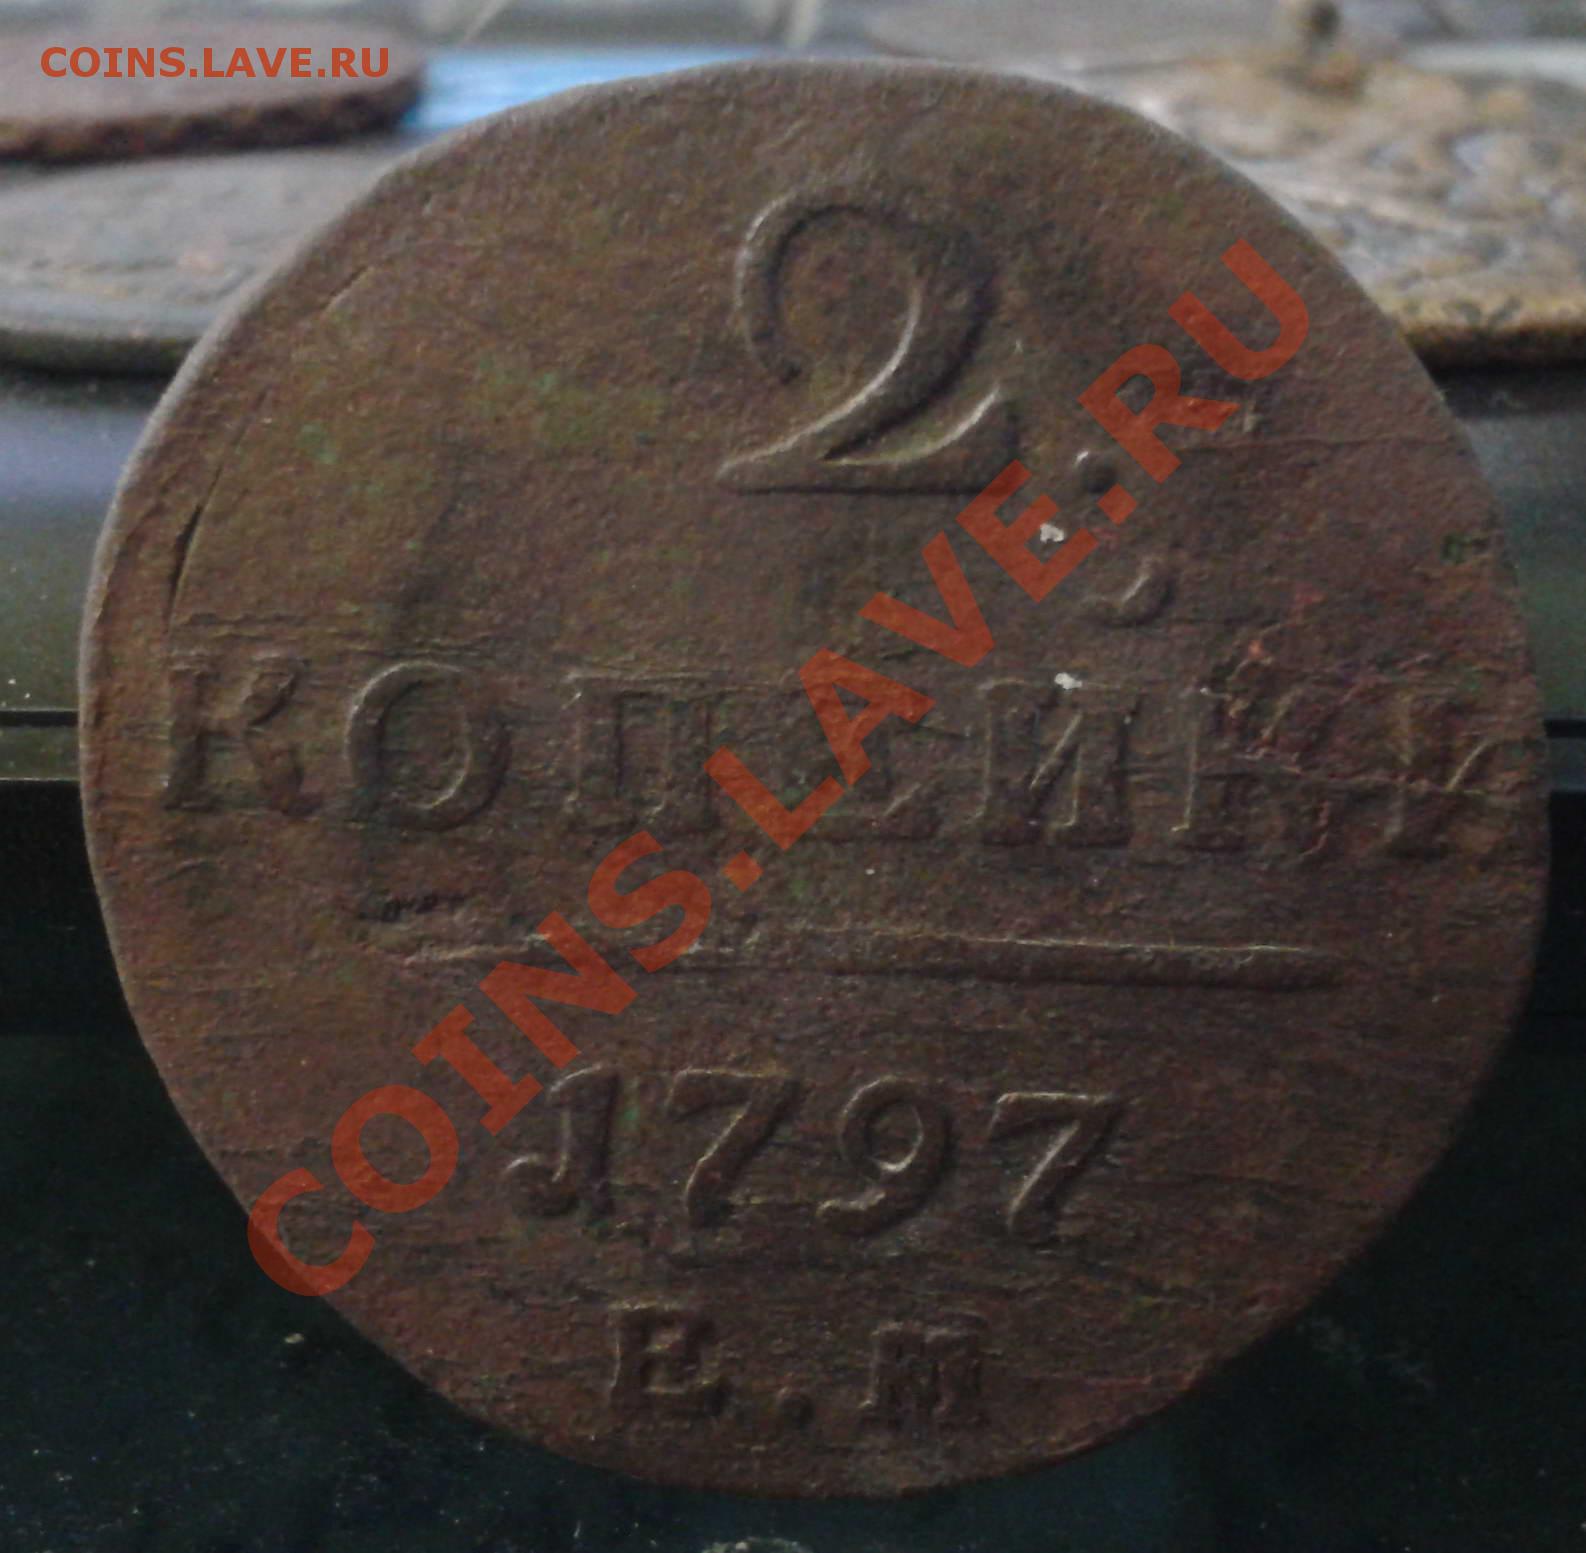 COINS.LAVE.RU
2.
КОПЕЙКИ
1797
Е.М
COINS.LAVE.RU